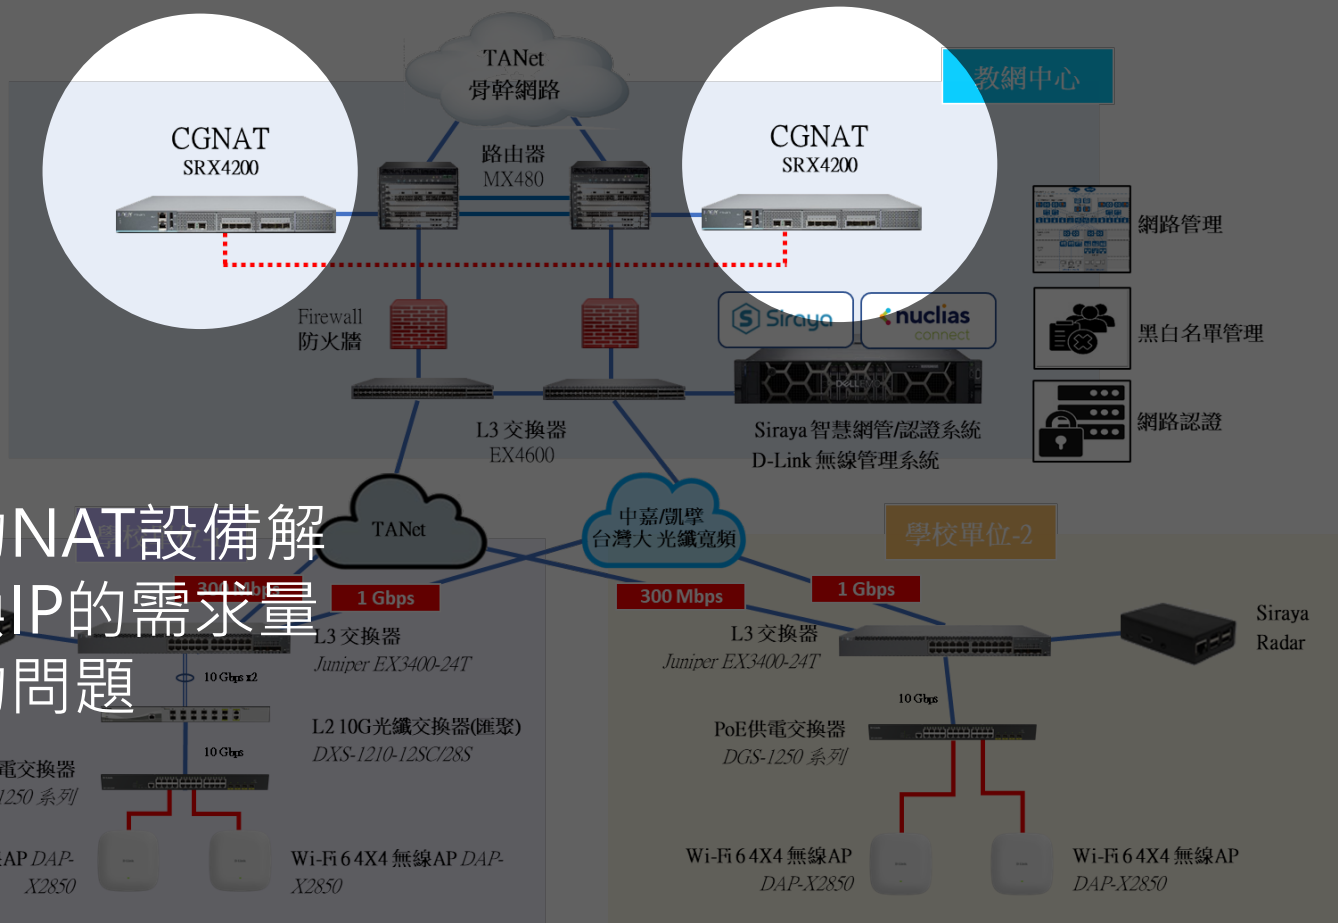 TANet
骨幹網路
教網中心
CGNAT
SRX4200
CGNAT
SRX4200
路由器
MX480
網路管理
Firewall
防火牆
Siraya
nuclias
connect
黑白名單管理
L3 交換器
EX4600
Siraya 智慧網管/認證系統
D-Link 無線管理系統
網路認證
NAT設備解
IP的需求量
問題
TANet
中嘉/凱擘
台灣大 光纖寬頻
學校單位-2
300 Mbps
1 Gbps
300 Mbps
1 Gbps
L3 交換器
Juniper EX3400-24T
L3 交換器
Juniper EX3400-24T
Siraya
Radar
10 Gbps x2
10 Gbps
L2 10G光纖交換器(匯聚)
DXS-1210-12SC/28S
PoE供電交換器
DGS-1250 系列
10 Gbps
電交換器
1250 系列
AP DAP-
X2850
Wi-Fi 6 4X4 無線AP DAP-
X2850
Wi-Fi 6 4X4 無線AP
DAP-X2850
Wi-Fi 6 4X4 無線AP
DAP-X2850